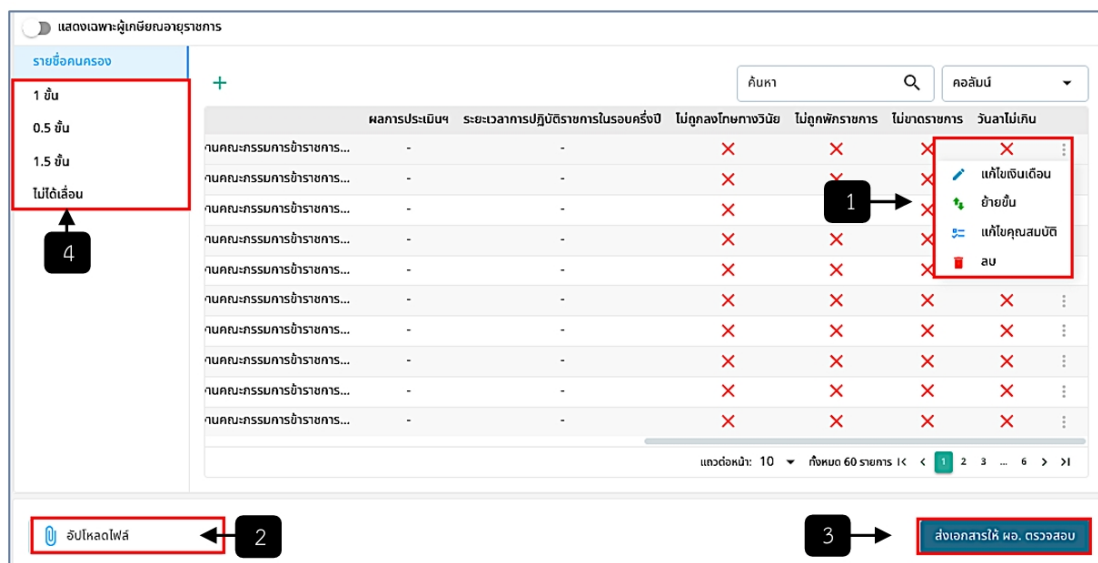 แสดงเฉพาะผู้เกษียณอายุราชการ
รายชื่อคนครอง
1 ขั้น
0.5 ขั้น
1.5 ขั้น
ไม่ได้เลื่อน
4
+
ค้นหา
คอลัมน์
ผลการประเมินฯ ระยะเวลาการปฏิบัติราชการในรอบครึ่งปี ไม่ถูกลงโทษทางวินัย ไม่ถูกพักราชการ ไม่ขาดราชการ วันลาไม่เกิน
านคณะกรรมการข้าราชการ... - -
านคณะกรรมการข้าราชการ... - -
านคณะกรรมการข้าราชการ... - -
านคณะกรรมการข้าราชการ... - -
านคณะกรรมการข้าราชการ... - -
านคณะกรรมการข้าราชการ... - -
านคณะกรรมการข้าราชการ... - -
านคณะกรรมการข้าราชการ... - -
านคณะกรรมการข้าราชการ... - -
านคณะกรรมการข้าราชการ... - -
1
แก้ไขเงินเดือน
ย้ายขั้น
แก้ไขคุณสมบัติ
ลบ
แถวต่อหน้า: 10 ทั้งหมด 60 รายการ |< < 1 2 3 ... 6 > >|
อัปโหลดไฟล์
2
3
ส่งเอกสารให้ ผอ. ตรวจสอบ